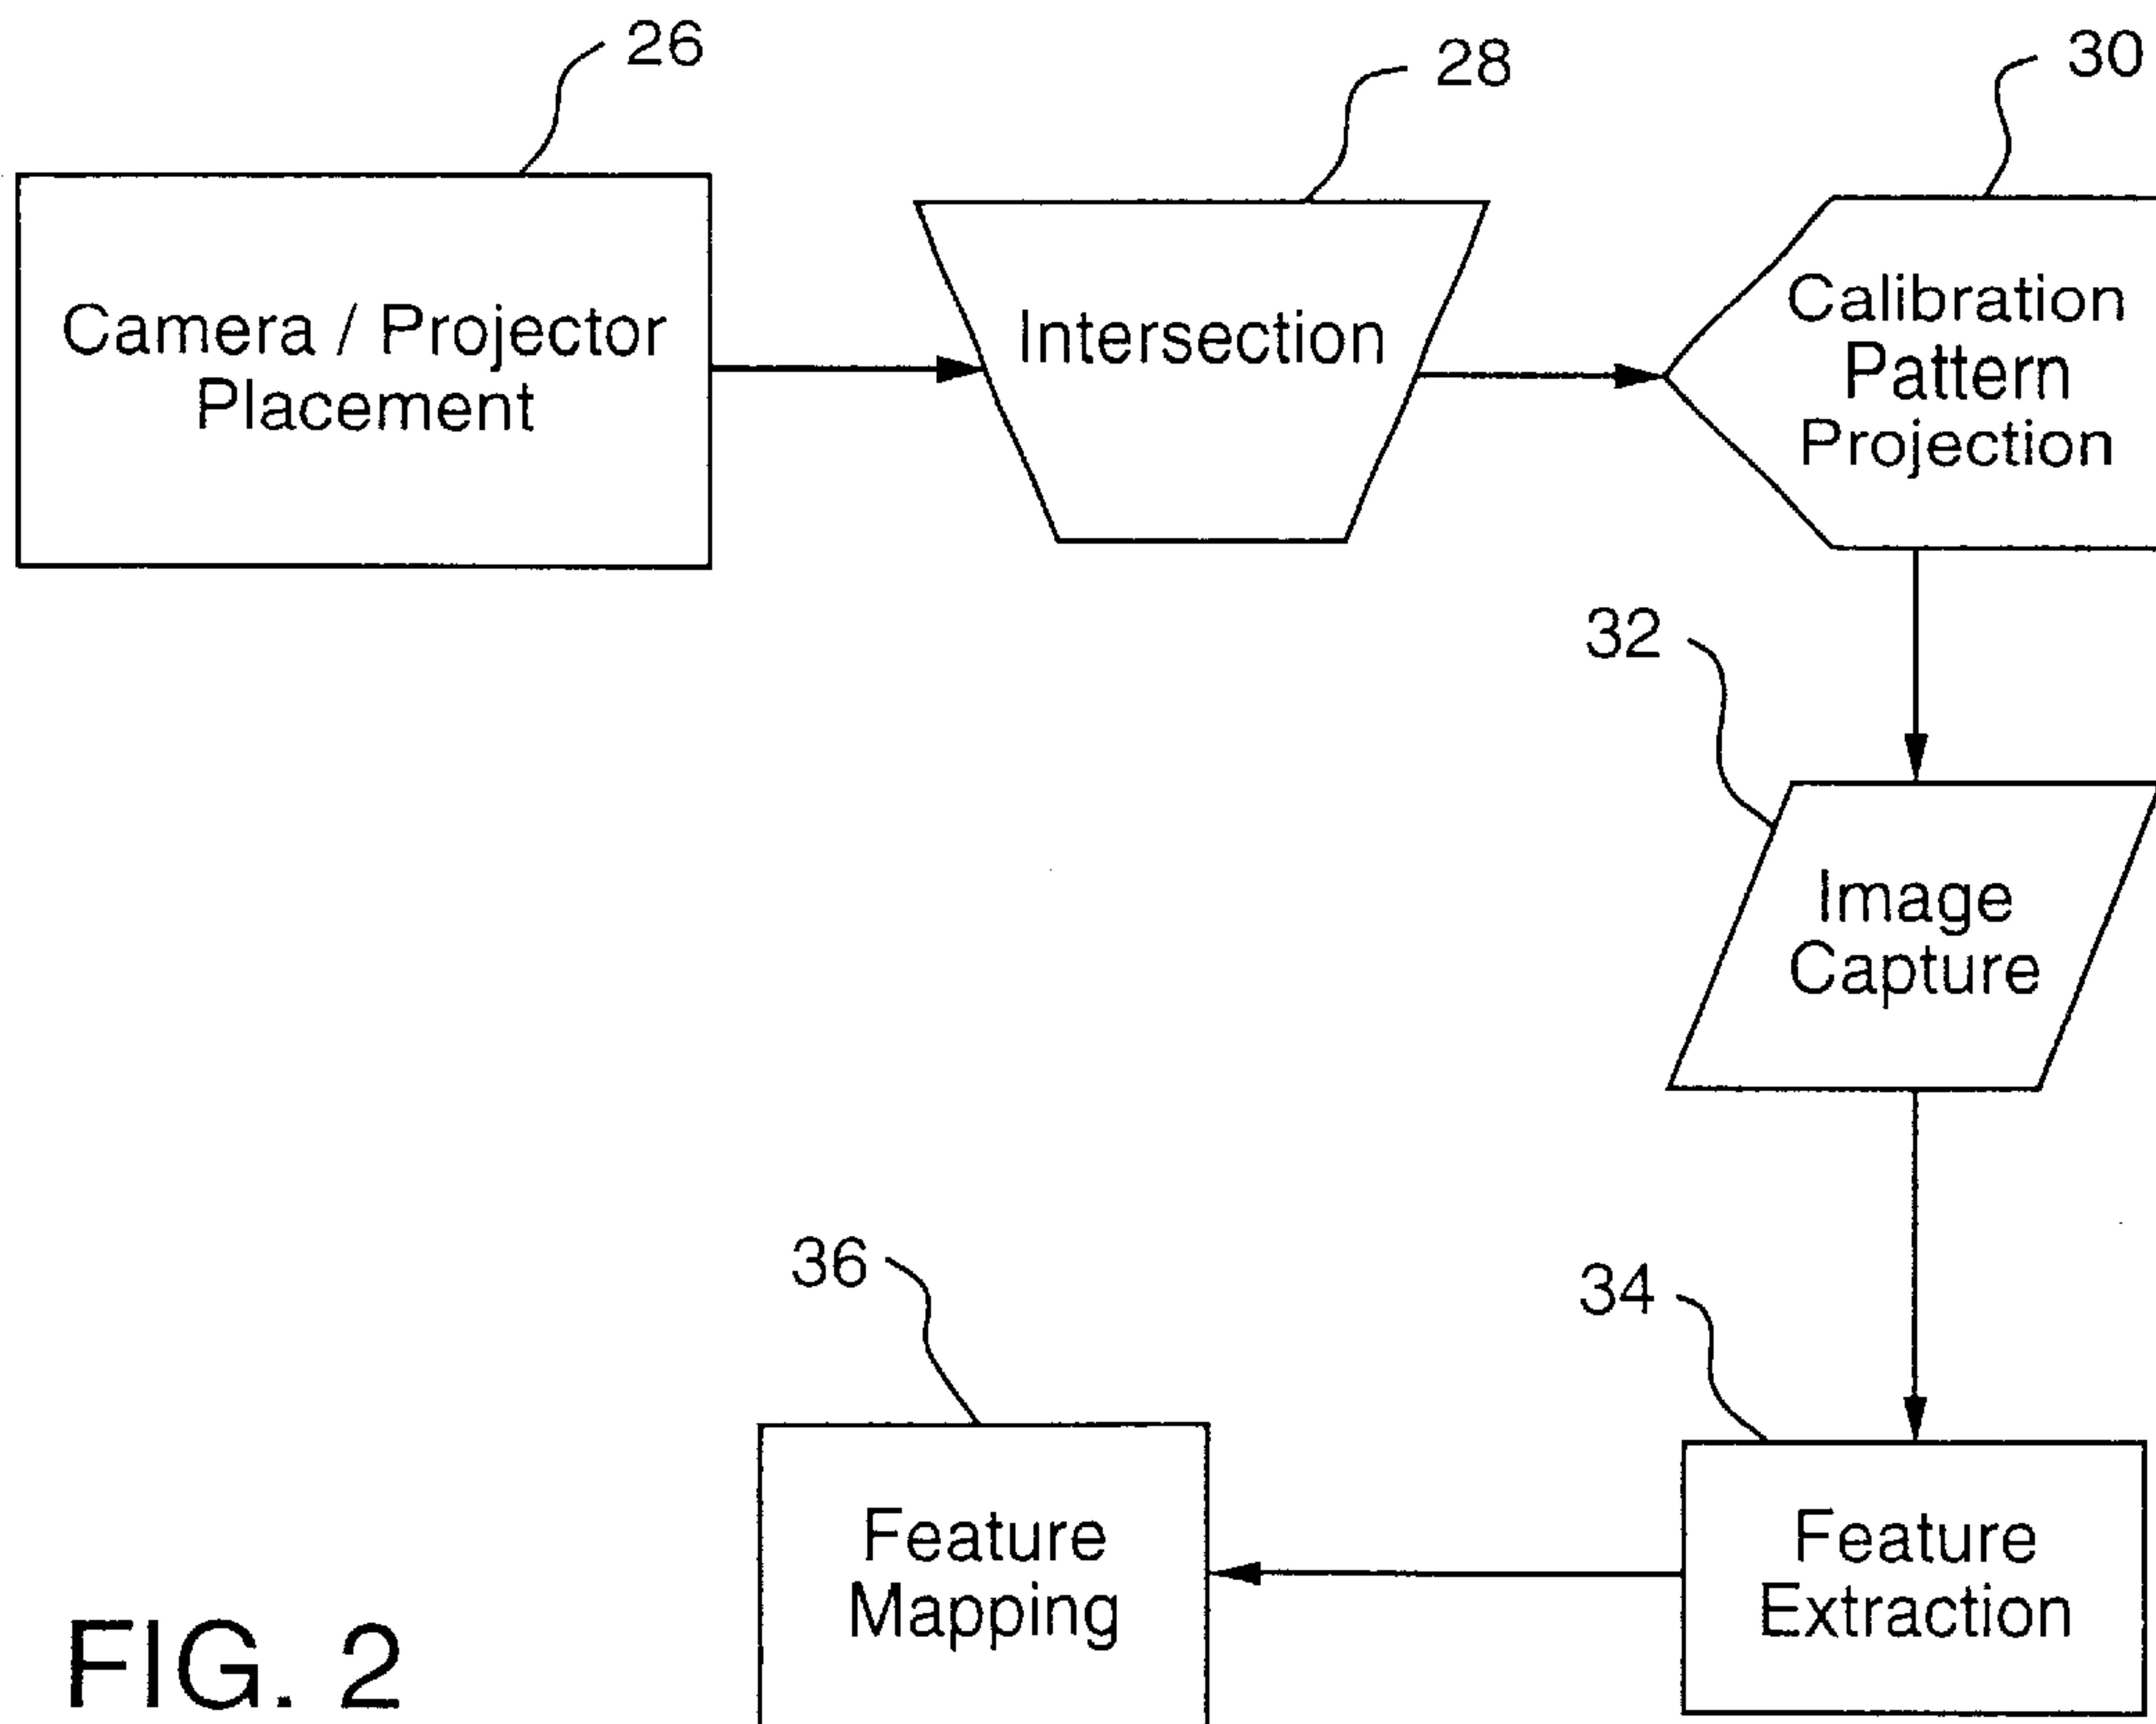 26
28
30
Camera / Projector
Placement
Intersection
Calibration
Pattern
Projection
32
Image
Capture
36
34
Feature
Mapping
Feature
Extraction
FIG. 2